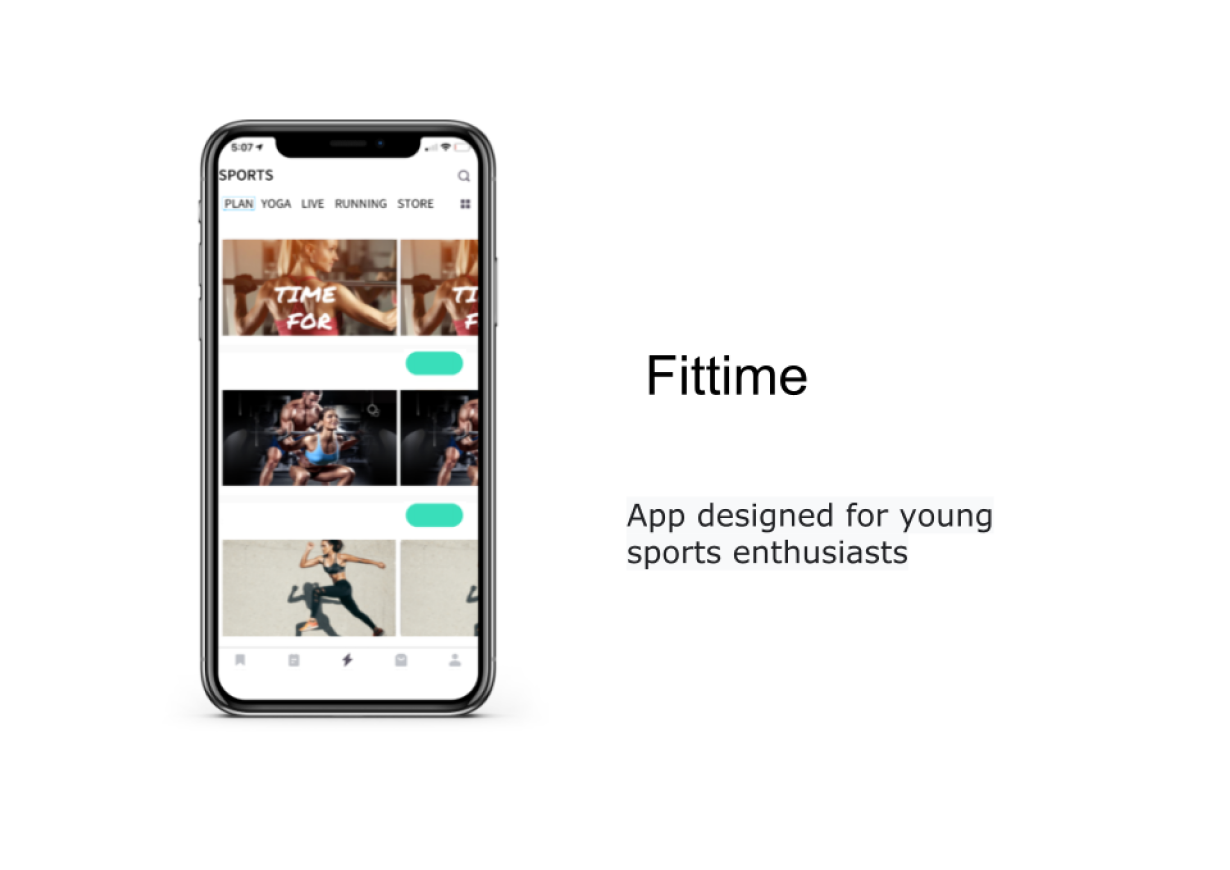 5:07
SPORTS
PLAN YOGA LIVE RUNNING STORE
TIME
FOR
TI
F
Fittime
App designed for young
sports enthusiasts